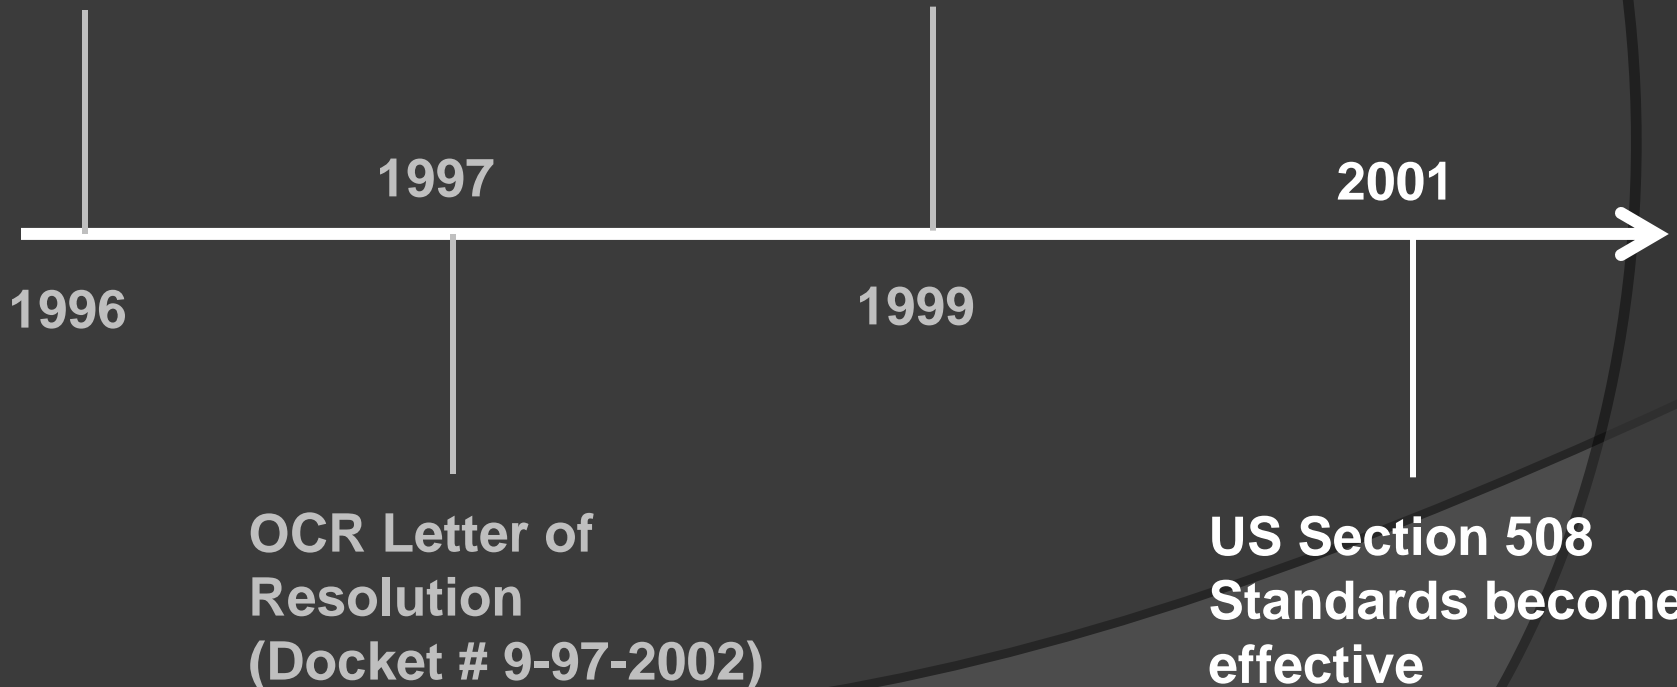 1997
2001
1996
1999
OCR Letter of
Resolution
(Docket # 9-97-2002)
US Section 508
Standards become
effective